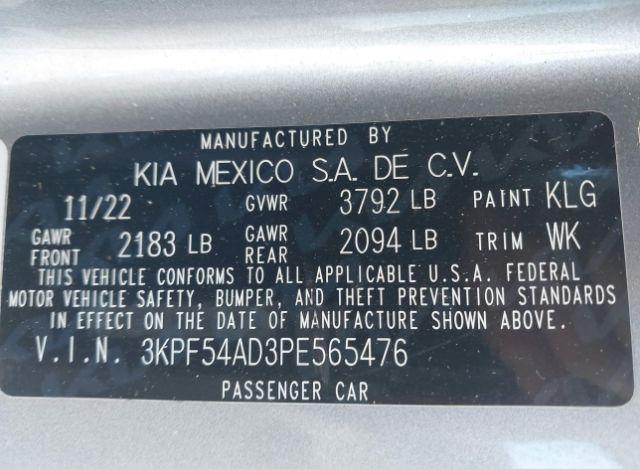 MANUFACTURED BY
KIA MEXICO S.A. DE C.V.
11/22 GVWR 3792 LB PAINT KLG
GAWR FRONT 2183 LB GAWR REAR 2094 LB TRIM WK
THIS VEHICLE CONFORMS TO ALL APPLICABLE U.S.A. FEDERAL
MOTOR VEHICLE SAFETY, BUMPER, AND THEFT PREVENTION STANDARDS
IN EFFECT ON THE DATE OF MANUFACTURE SHOWN ABOVE.
V.I.N. 3KPF54AD3PE565476
PASSENGER CAR